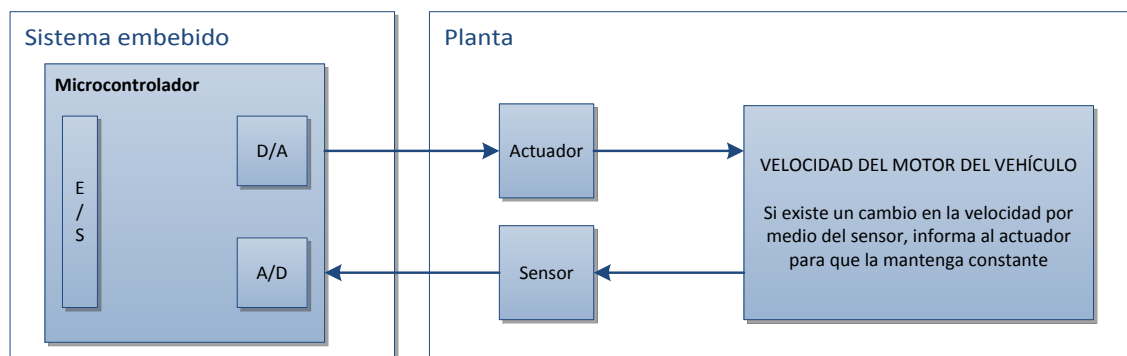 Sistema embebido
Microcontrolador
E
/
S
D/A
A/D
Planta
Actuador
Sensor
VELOCIDAD DEL MOTOR DEL VEHÍCULO
Si existe un cambio en la velocidad por
medio del sensor, informa al actuador
para que la mantenga constante